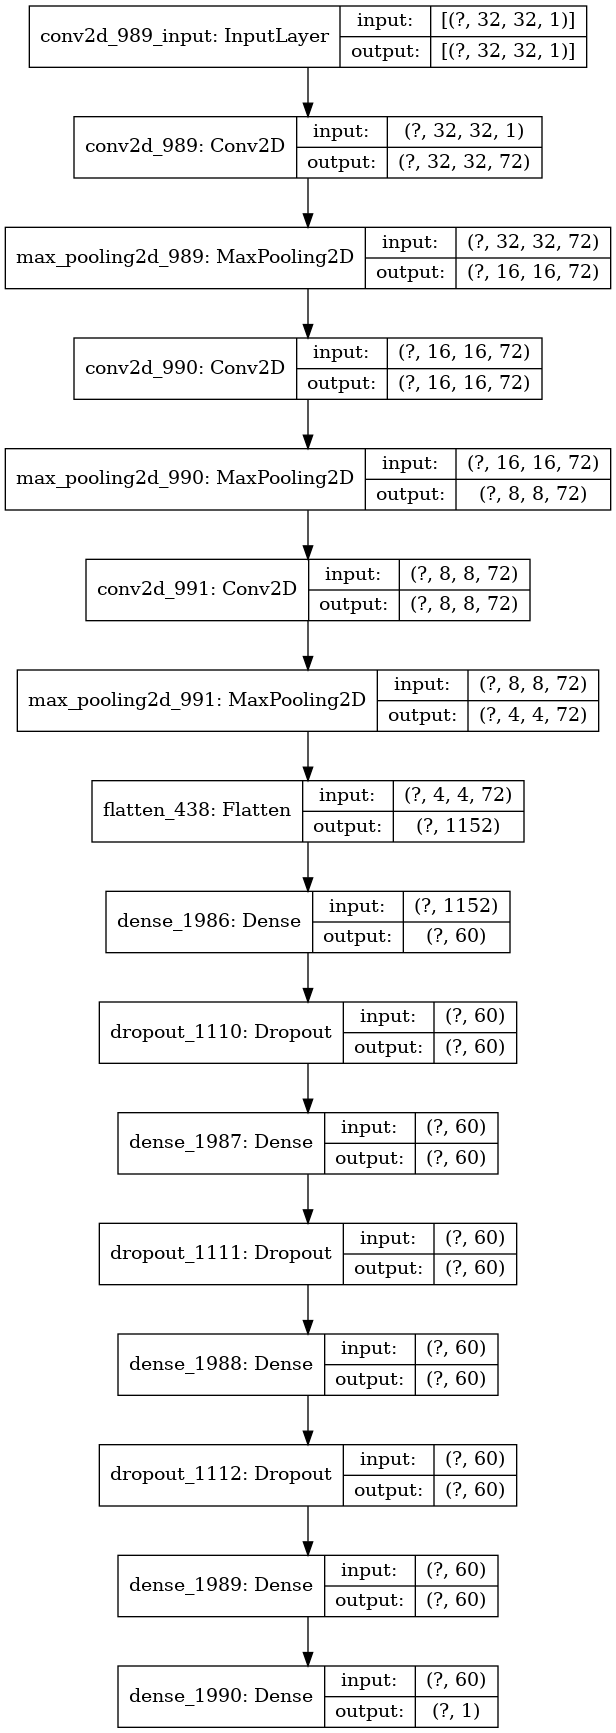 conv2d_989_input: InputLayer
input: [(?, 32, 32, 1)]
output: [(?, 32, 32, 1)]
conv2d_989: Conv2D
input: (?, 32, 32, 1)
output: (?, 32, 32, 72)
max_pooling2d_989: MaxPooling2D
input: (?, 32, 32, 72)
output: (?, 16, 16, 72)
conv2d_990: Conv2D
input: (?, 16, 16, 72)
output: (?, 16, 16, 72)
max_pooling2d_990: MaxPooling2D
input: (?, 16, 16, 72)
output: (?, 8, 8, 72)
conv2d_991: Conv2D
input: (?, 8, 8, 72)
output: (?, 8, 8, 72)
max_pooling2d_991: MaxPooling2D
input: (?, 8, 8, 72)
output: (?, 4, 4, 72)
flatten_438: Flatten
input: (?, 4, 4, 72)
output: (?, 1152)
dense_1986: Dense
input: (?, 1152)
output: (?, 60)
dropout_1110: Dropout
input: (?, 60)
output: (?, 60)
dense_1987: Dense
input: (?, 60)
output: (?, 60)
dropout_1111: Dropout
input: (?, 60)
output: (?, 60)
dense_1988: Dense
input: (?, 60)
output: (?, 60)
dropout_1112: Dropout
input: (?, 60)
output: (?, 60)
dense_1989: Dense
input: (?, 60)
output: (?, 60)
dense_1990: Dense
input: (?, 60)
output: (?, 1)